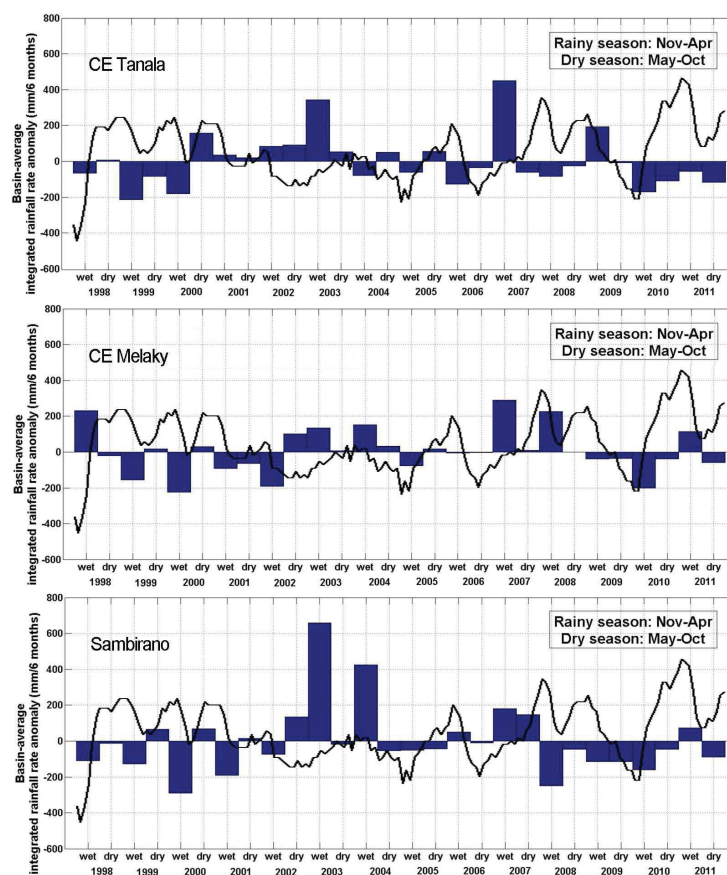 800
600
400
200
0
-200
-400
-600
Basin-average
integrated rainfall rate anomaly (mm/6 months)
CE Tanala
Rainy season: Nov-Apr
Dry season: May-Oct
wet dry wet dry wet dry wet dry wet dry wet dry wet dry wet dry wet dry wet dry wet dry wet dry wet dry wet dry
1998 1999 2000 2001 2002 2003 2004 2005 2006 2007 2008 2009 2010 2011
800
600
400
200
0
-200
-400
-600
Basin-average
integrated rainfall rate anomaly (mm/6 months)
CE Melaky
Rainy season: Nov-Apr
Dry season: May-Oct
wet dry wet dry wet dry wet dry wet dry wet dry wet dry wet dry wet dry wet dry wet dry wet dry wet dry wet dry
1998 1999 2000 2001 2002 2003 2004 2005 2006 2007 2008 2009 2010 2011
800
600
400
200
0
-200
-400
-600
Basin-average
integrated rainfall rate anomaly (mm/6 months)
Sambirano
Rainy season: Nov-Apr
Dry season: May-Oct
wet dry wet dry wet dry wet dry wet dry wet dry wet dry wet dry wet dry wet dry wet dry wet dry wet dry wet dry
1998 1999 2000 2001 2002 2003 2004 2005 2006 2007 2008 2009 2010 2011